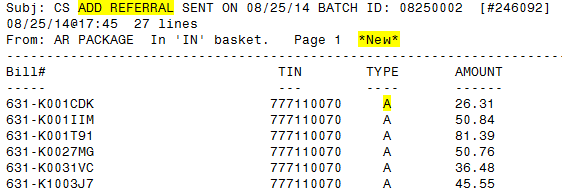 Subj: CS ADD REFERRAL SENT ON 08/25/14 BATCH ID: 08250002 [#246092]
08/25/14@17:45 27 lines
From: AR PACKAGE In 'IN' basket. Page 1 *New*
--------------------------------------------------------------------------------
Bill# TIN TYPE AMOUNT
----- --- ---- ------
631-K001CDK 777110070 A 26.31
631-K001IIM 777110070 A 50.84
631-K001T91 777110070 A 81.39
631-K0027MG 777110070 A 50.76
631-K0031VC 777110070 A 36.48
631-K1003J7 777110070 A 45.55